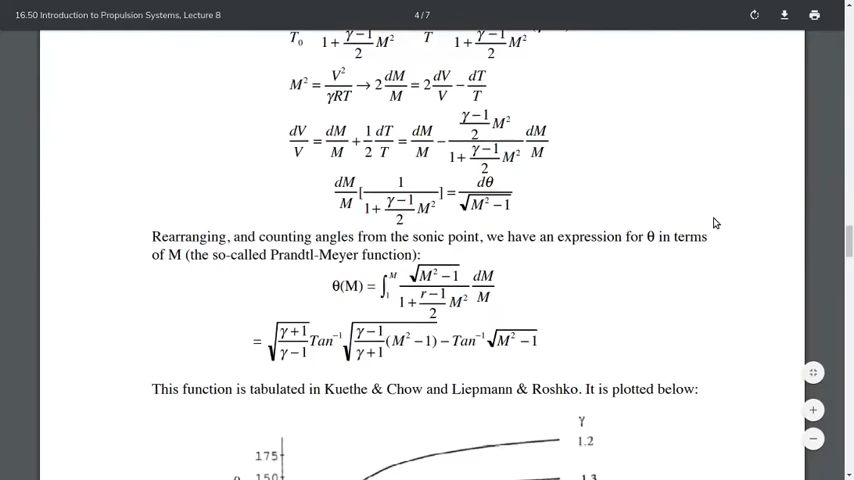 16.50 Introduction to Propulsion Systems, Lecture 8
4 / 7
T₀ 1+ (γ−1)/2 M² T 1+ (γ−1)/2 M²
M² = V²/γRT → 2 dM/M = 2 dV/V − dT/T
dV/V = dM/M + 1/2 dT/T = dM/M − ((γ−1)/2 M²)/(1+ (γ−1)/2 M²) dM/M
dM/M [1/(1+ (γ−1)/2 M²)] = dθ/√(M²−1)
Rearranging, and counting angles from the sonic point, we have an expression for θ in terms
of M (the so-called Prandtl-Meyer function):
θ(M) = ∫₁ᴹ √(M²−1)/(1+ (r−1)/2 M²) dM/M
= √((γ+1)/(γ−1)) Tan⁻¹ √((γ−1)/(γ+1) (M²−1)) − Tan⁻¹ √(M²−1)
This function is tabulated in Kuethe & Chow and Liepmann & Roshko. It is plotted below:
γ
1.2
175
150
1.3